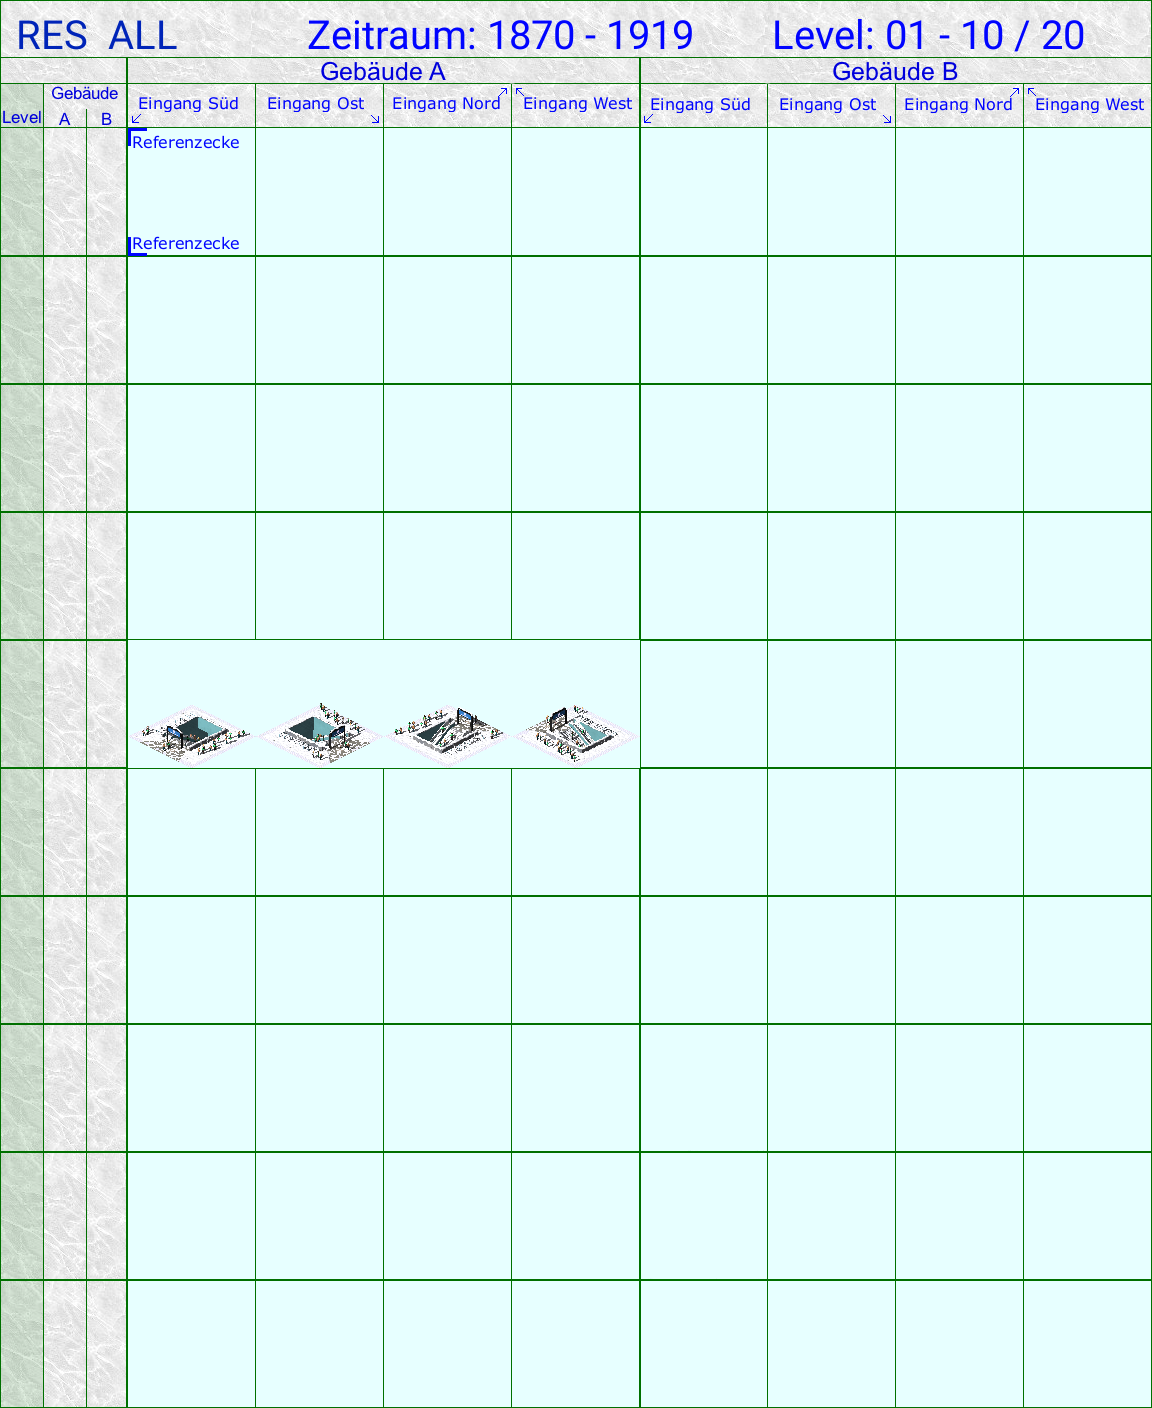 RES ALL Zeitraum: 1870 - 1919 Level: 01 - 10 / 20
Gebäude A Gebäude B
Level Gebäude A B
Eingang Süd Eingang Ost Eingang Nord Eingang West Eingang Süd Eingang Ost Eingang Nord Eingang West
Referenzecke
Referenzecke